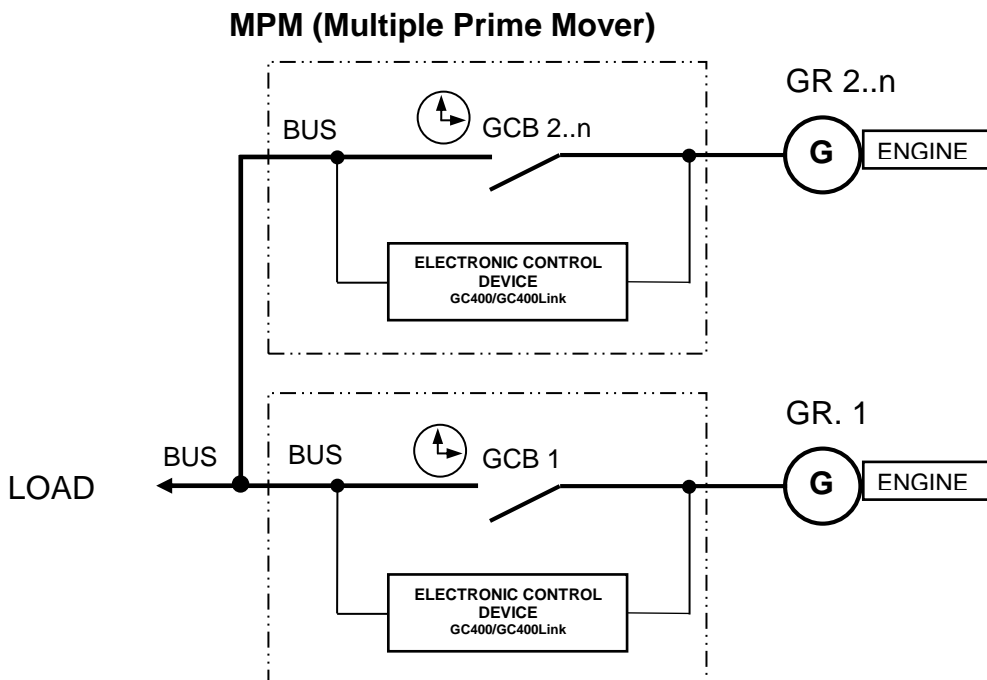 MPM (Multiple Prime Mover)
GR 2..n
BUS
GCB 2..n
G
ENGINE
ELECTRONIC CONTROL
DEVICE
GC400/GC400Link
GR. 1
BUS
BUS
GCB 1
LOAD
G
ENGINE
ELECTRONIC CONTROL
DEVICE
GC400/GC400Link